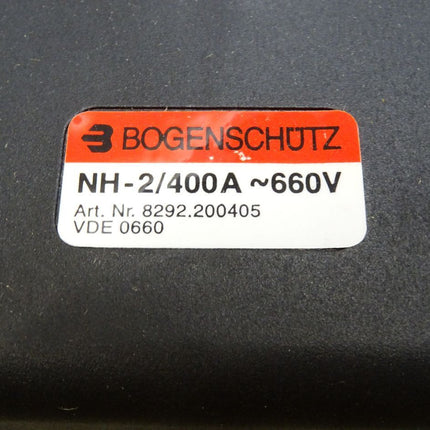 BOGENSCHÜTZ
NH-2/400A ~660V
Art. Nr. 8292.200405
VDE 0660